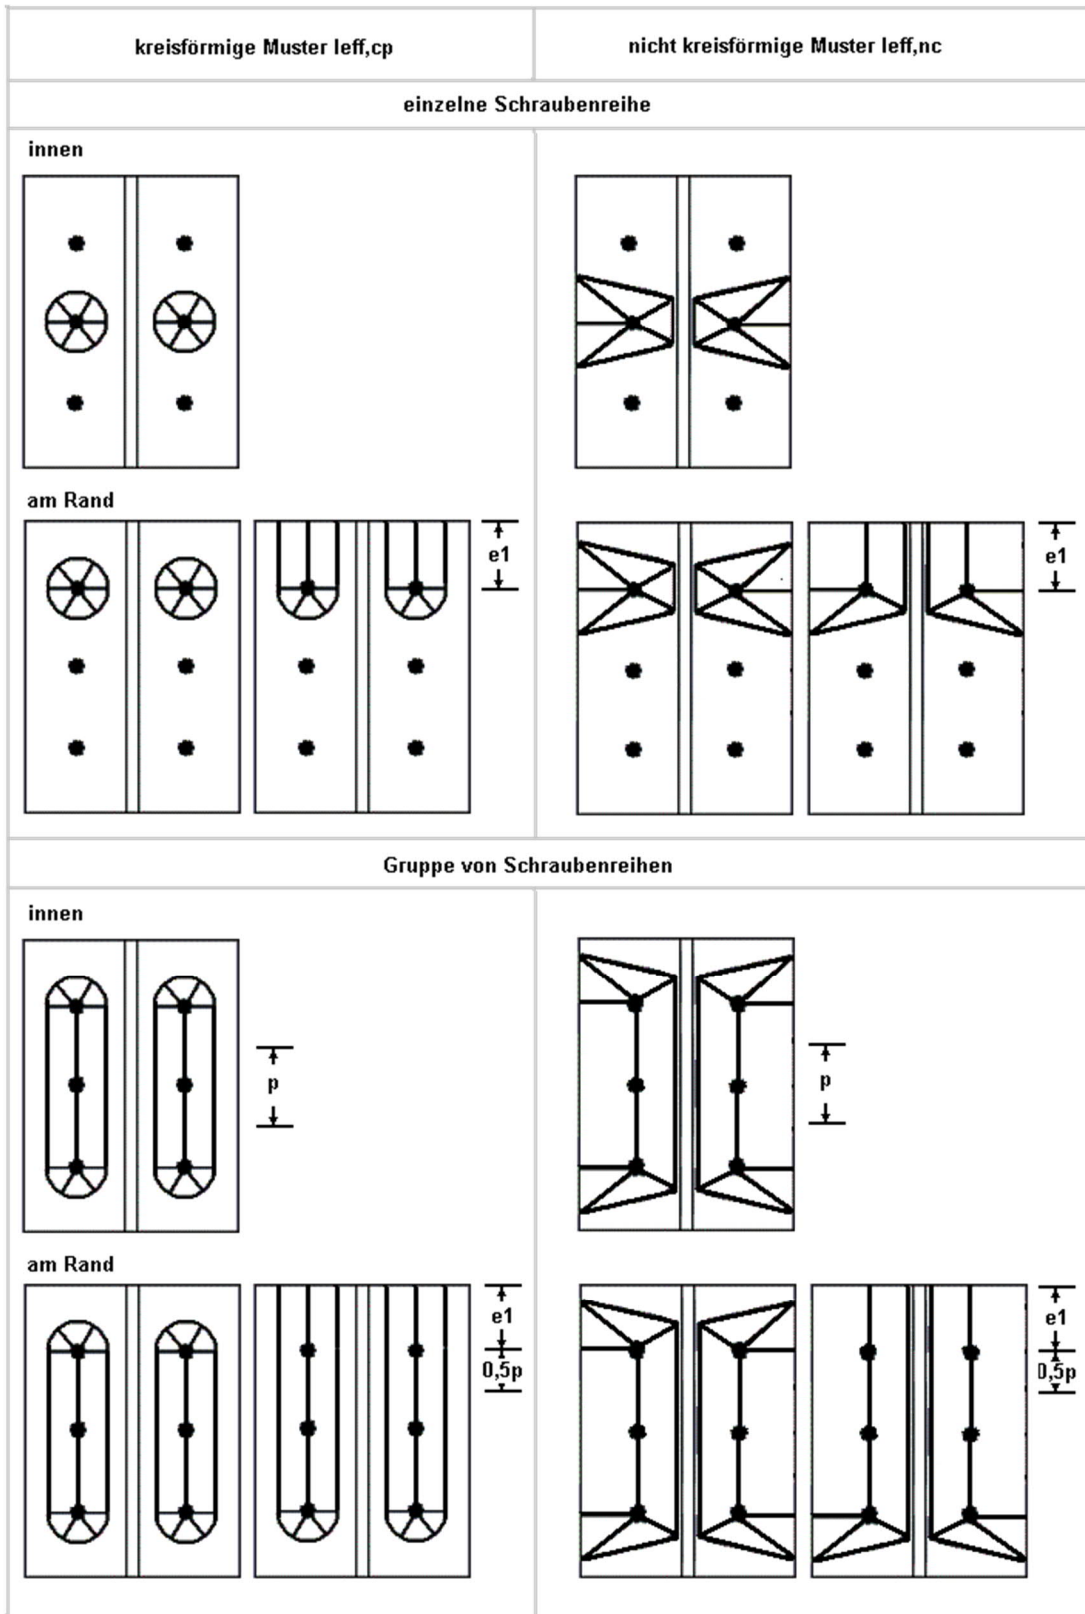 kreisförmige Muster leff,cp
nicht kreisförmige Muster leff,nc
einzelne Schraubenreihe
innen
am Rand
e1
e1
Gruppe von Schraubenreihen
innen
p
p
am Rand
e1
0,5p
e1
0,5p